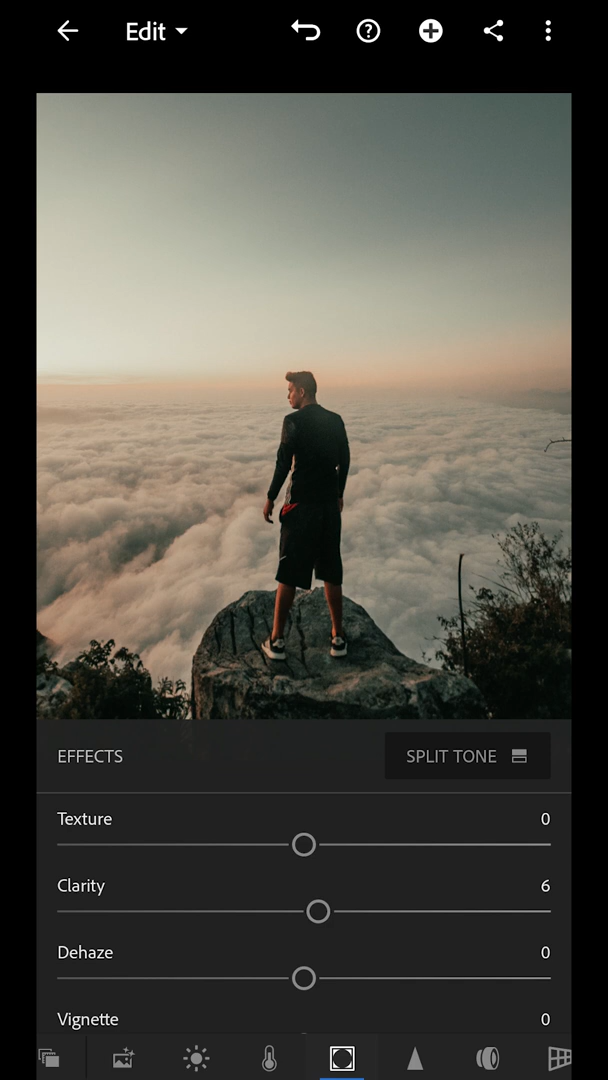 Edit
EFFECTS
SPLIT TONE
Texture 0
Clarity 6
Dehaze 0
Vignette 0